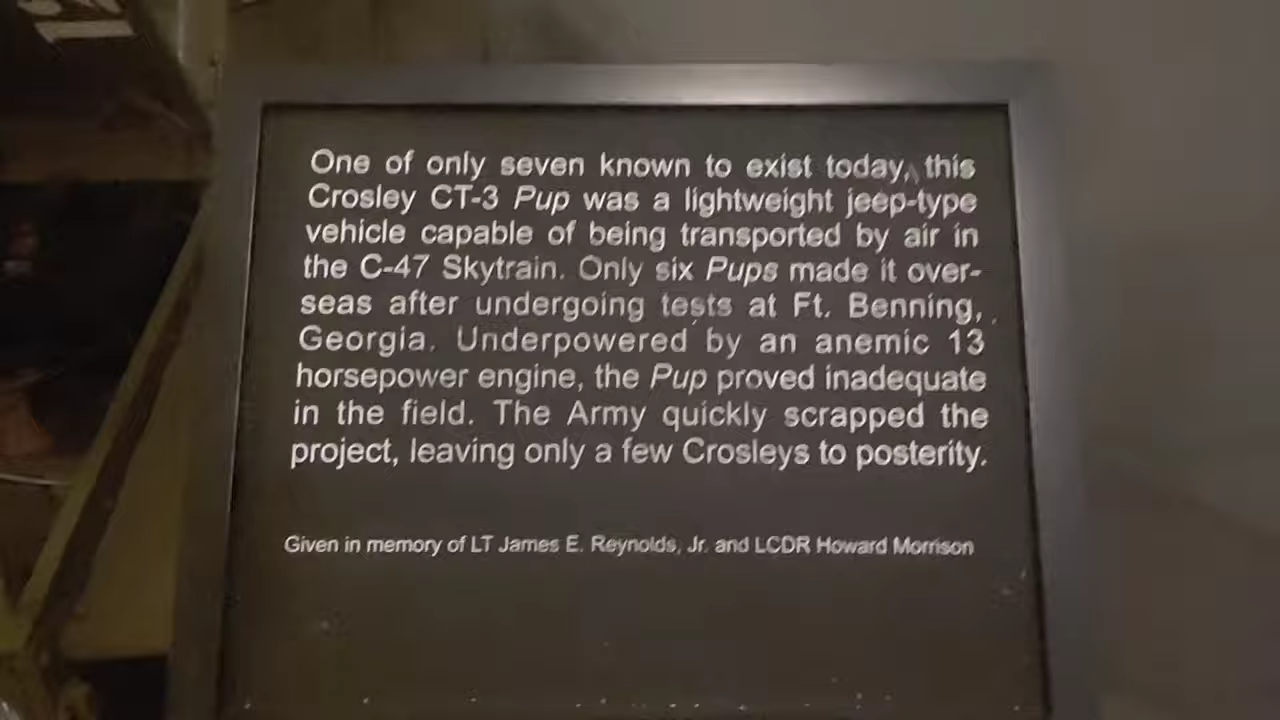 One of only seven known to exist today, this
Crosley CT-3 Pup was a lightweight jeep-type
vehicle capable of being transported by air in
the C-47 Skytrain. Only six Pups made it over-
seas after undergoing tests at Ft. Benning,
Georgia. Underpowered by an anemic 13
horsepower engine, the Pup proved inadequate
in the field. The Army quickly scrapped the
project, leaving only a few Crosleys to posterity.
Given in memory of LT James E. Reynolds, Jr. and LCDR Howard Morrison